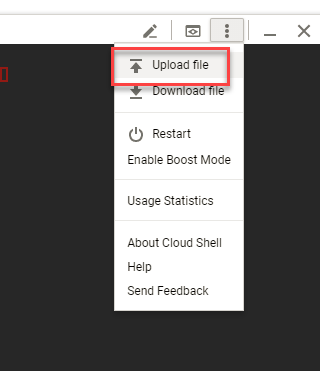 Upload file
Download file
Restart
Enable Boost Mode
Usage Statistics
About Cloud Shell
Help
Send Feedback